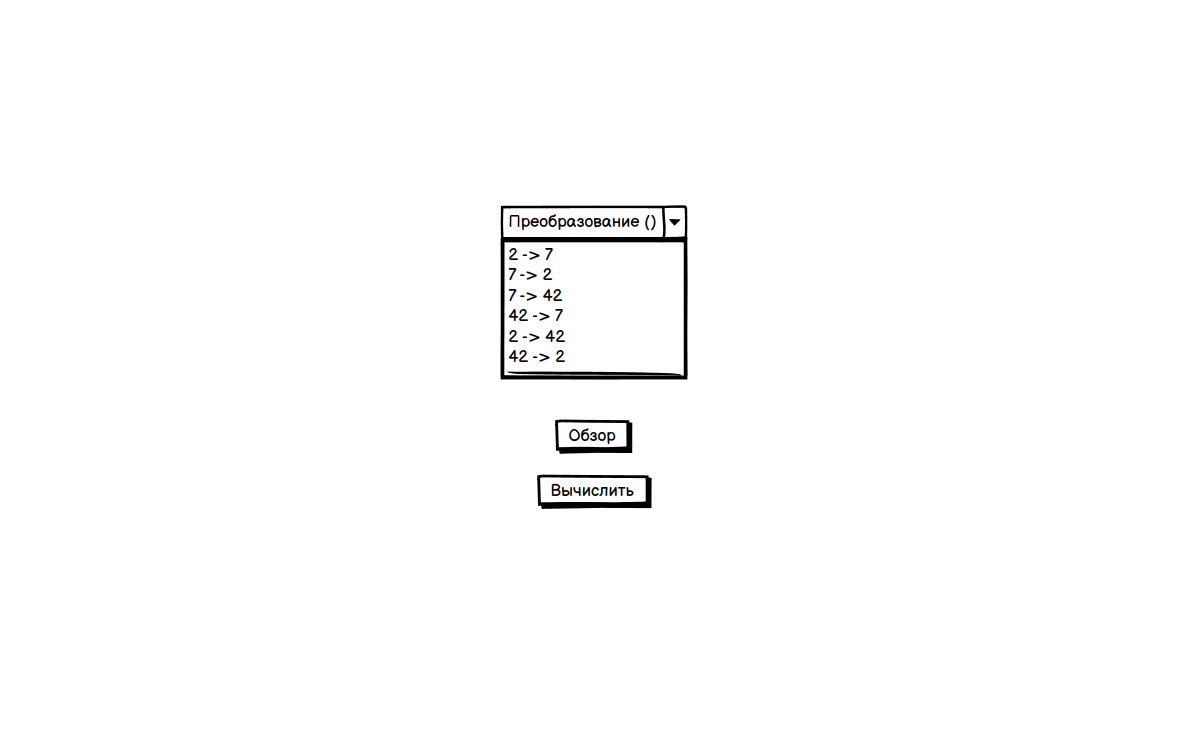 Преобразование ()
2 -> 7
7 -> 2
7 -> 42
42 -> 7
2 -> 42
42 -> 2
Обзор
Вычислить